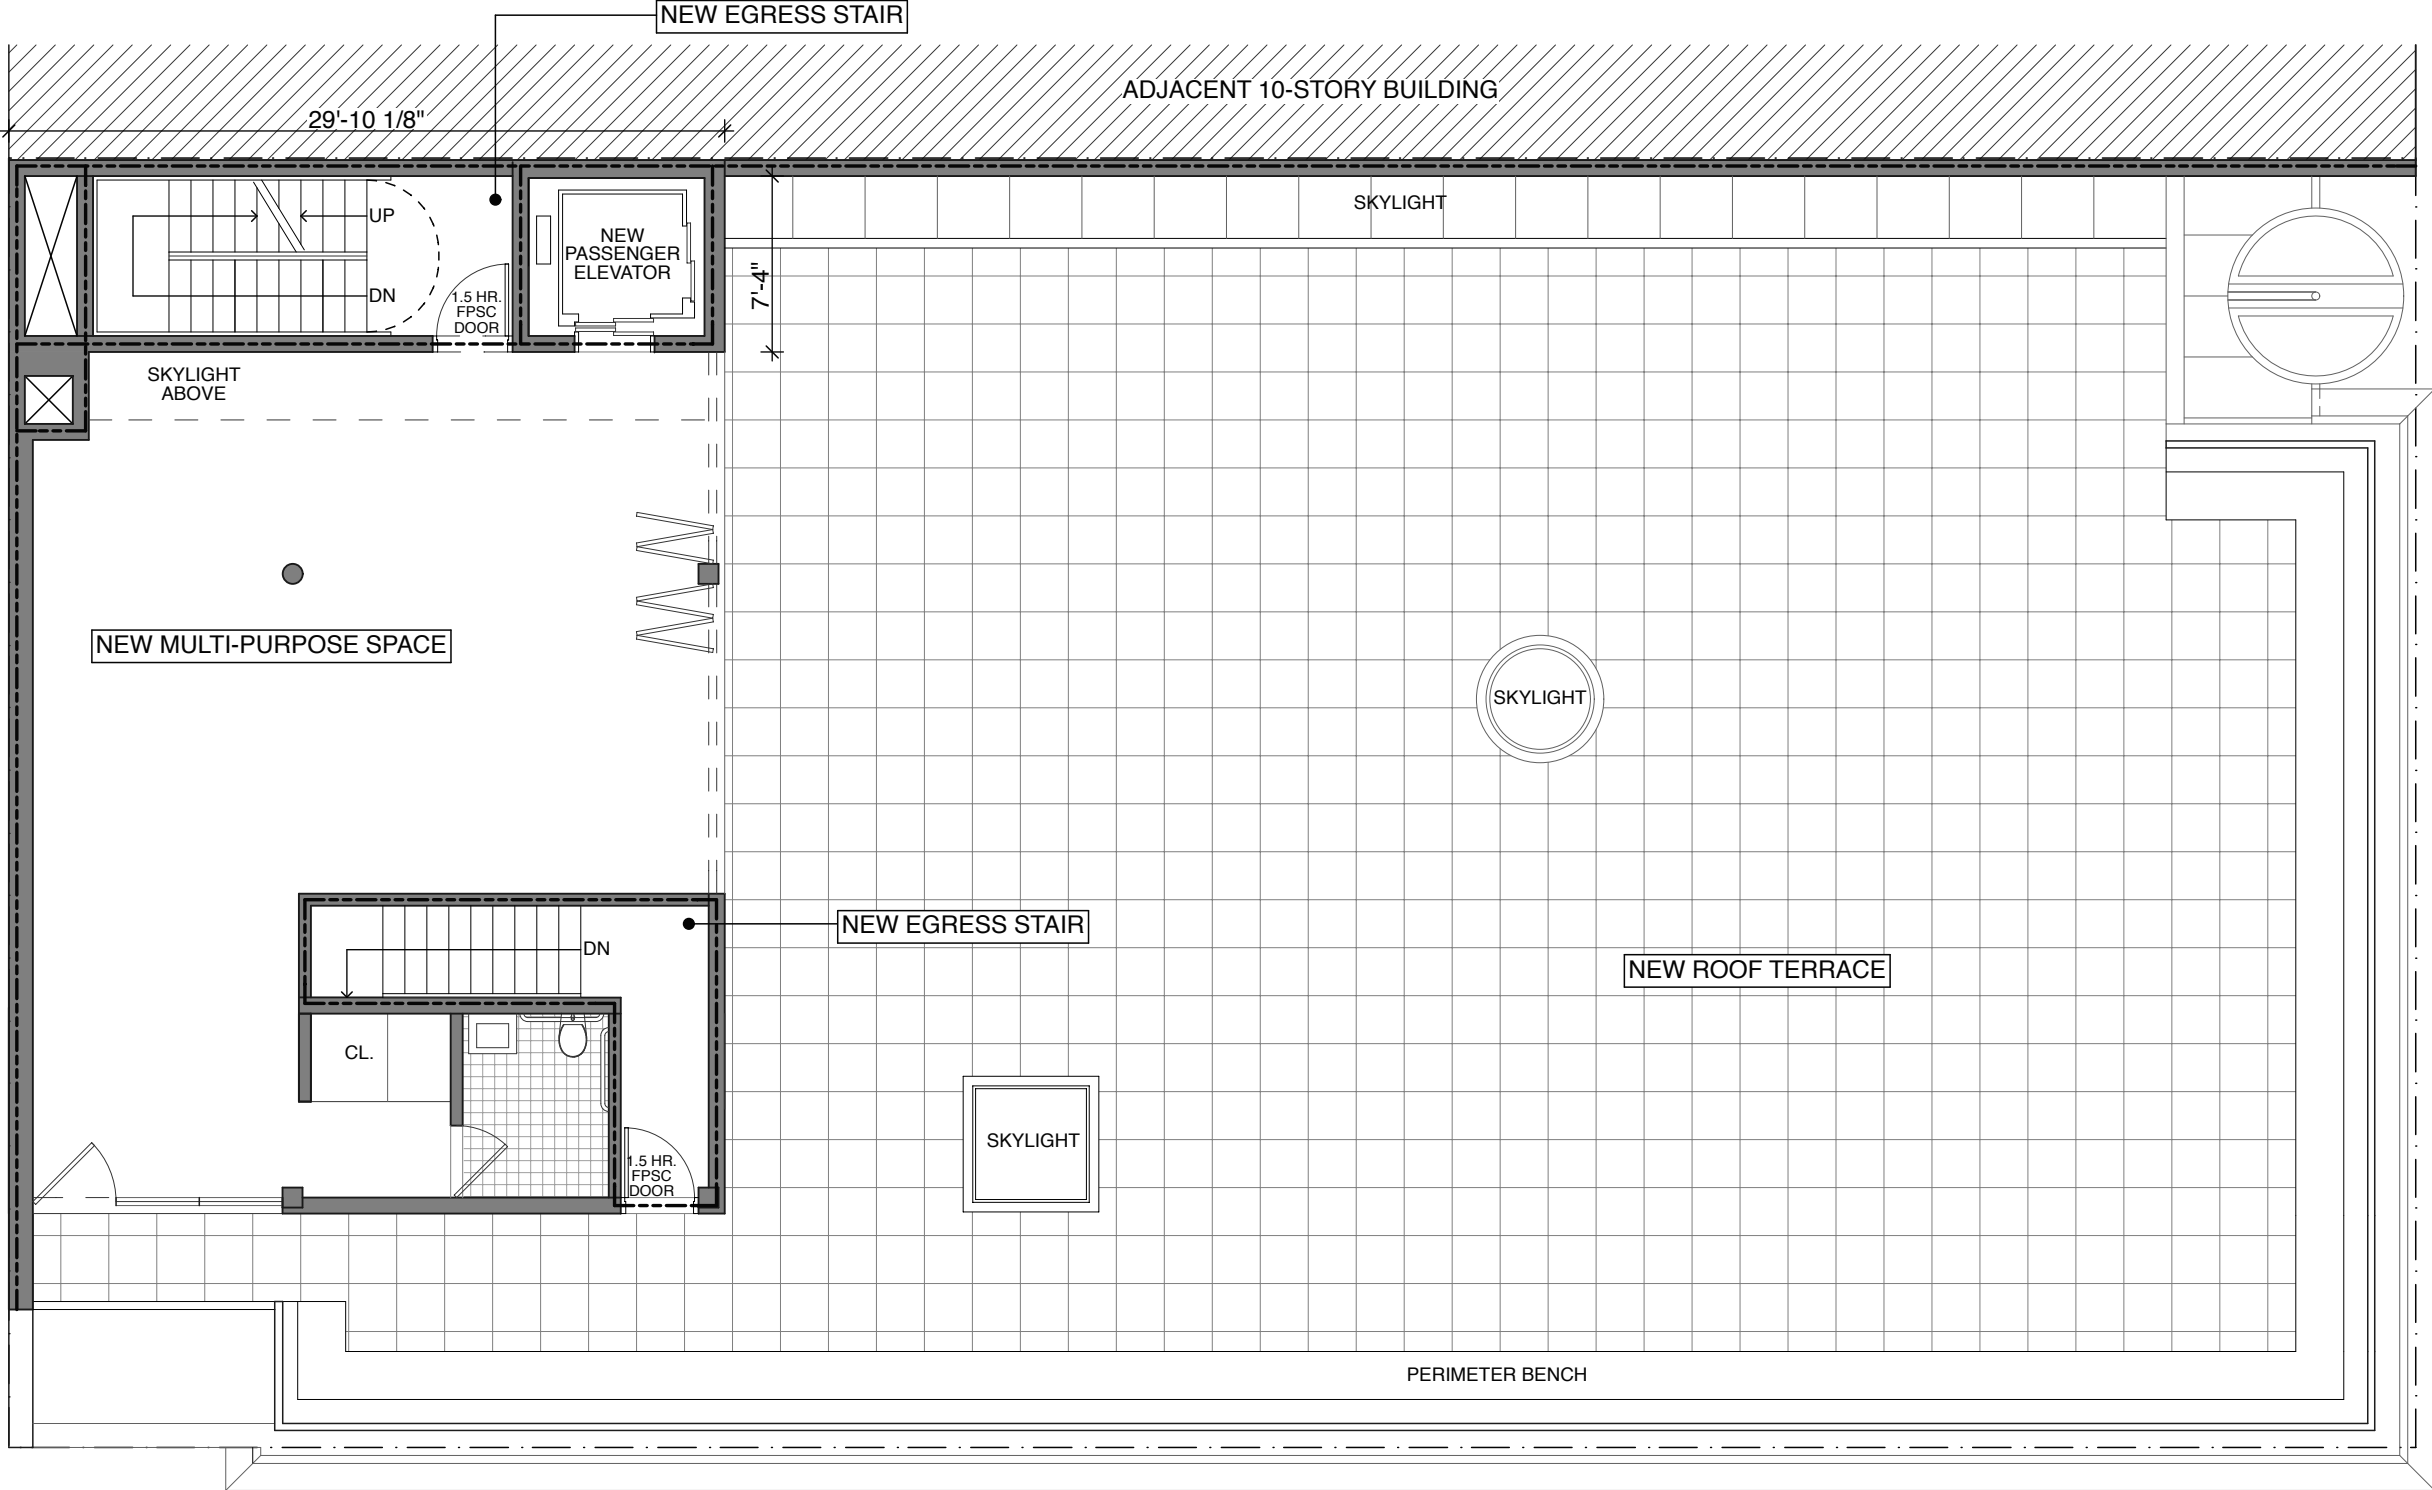 NEW EGRESS STAIR
ADJACENT 10-STORY BUILDING
29'-10 1/8"
SKYLIGHT
UP
NEW
PASSENGER
ELEVATOR
7'-4"
DN
1.5 HR.
FPSC
DOOR
SKYLIGHT
ABOVE
NEW MULTI-PURPOSE SPACE
SKYLIGHT
NEW EGRESS STAIR
DN
NEW ROOF TERRACE
CL.
SKYLIGHT
1.5 HR.
FPSC
DOOR
PERIMETER BENCH